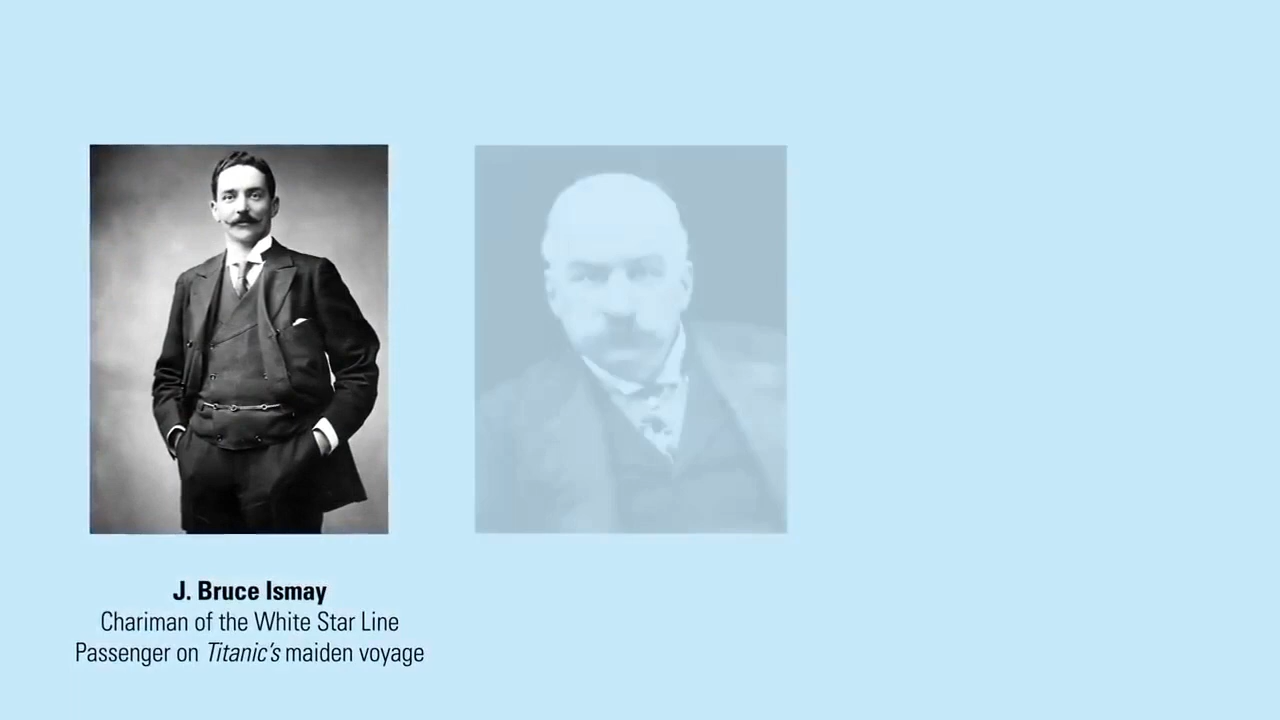 J. Bruce Ismay
Chariman of the White Star Line
Passenger on Titanic's maiden voyage